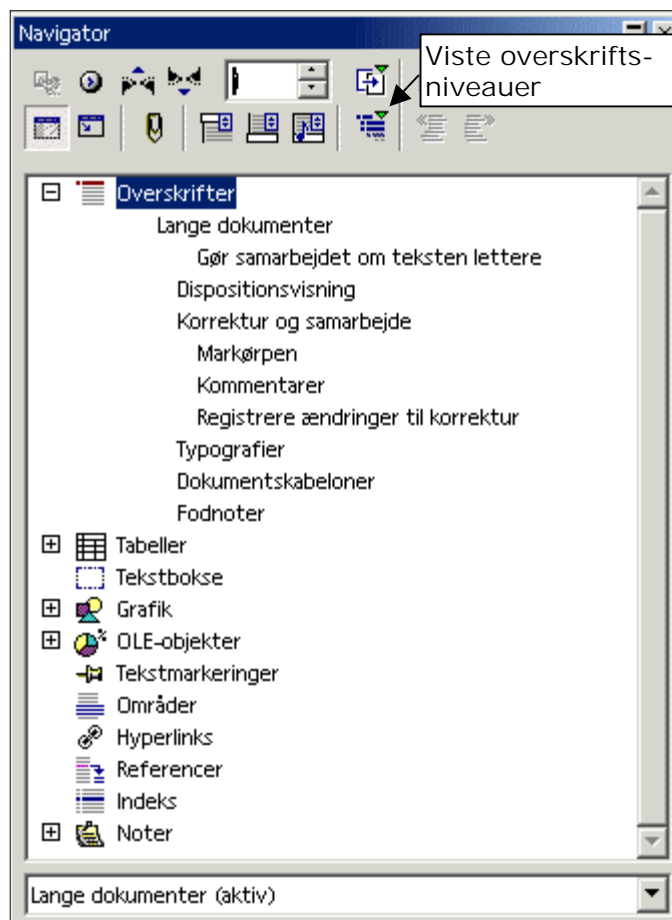 Navigator
Viste overskrifts-
niveauer
Overskrifter
Lange dokumenter
Gør samarbejdet om teksten lettere
Dispositionsvisning
Korrektur og samarbejde
Markørpen
Kommentarer
Registrere ændringer til korrektur
Typografier
Dokumentskabeloner
Fodnoter
Tabeller
Tekstbokse
Grafik
OLE-objekter
Tekstmarkeringer
Områder
Hyperlinks
Referencer
Indeks
Noter
Lange dokumenter (aktiv)